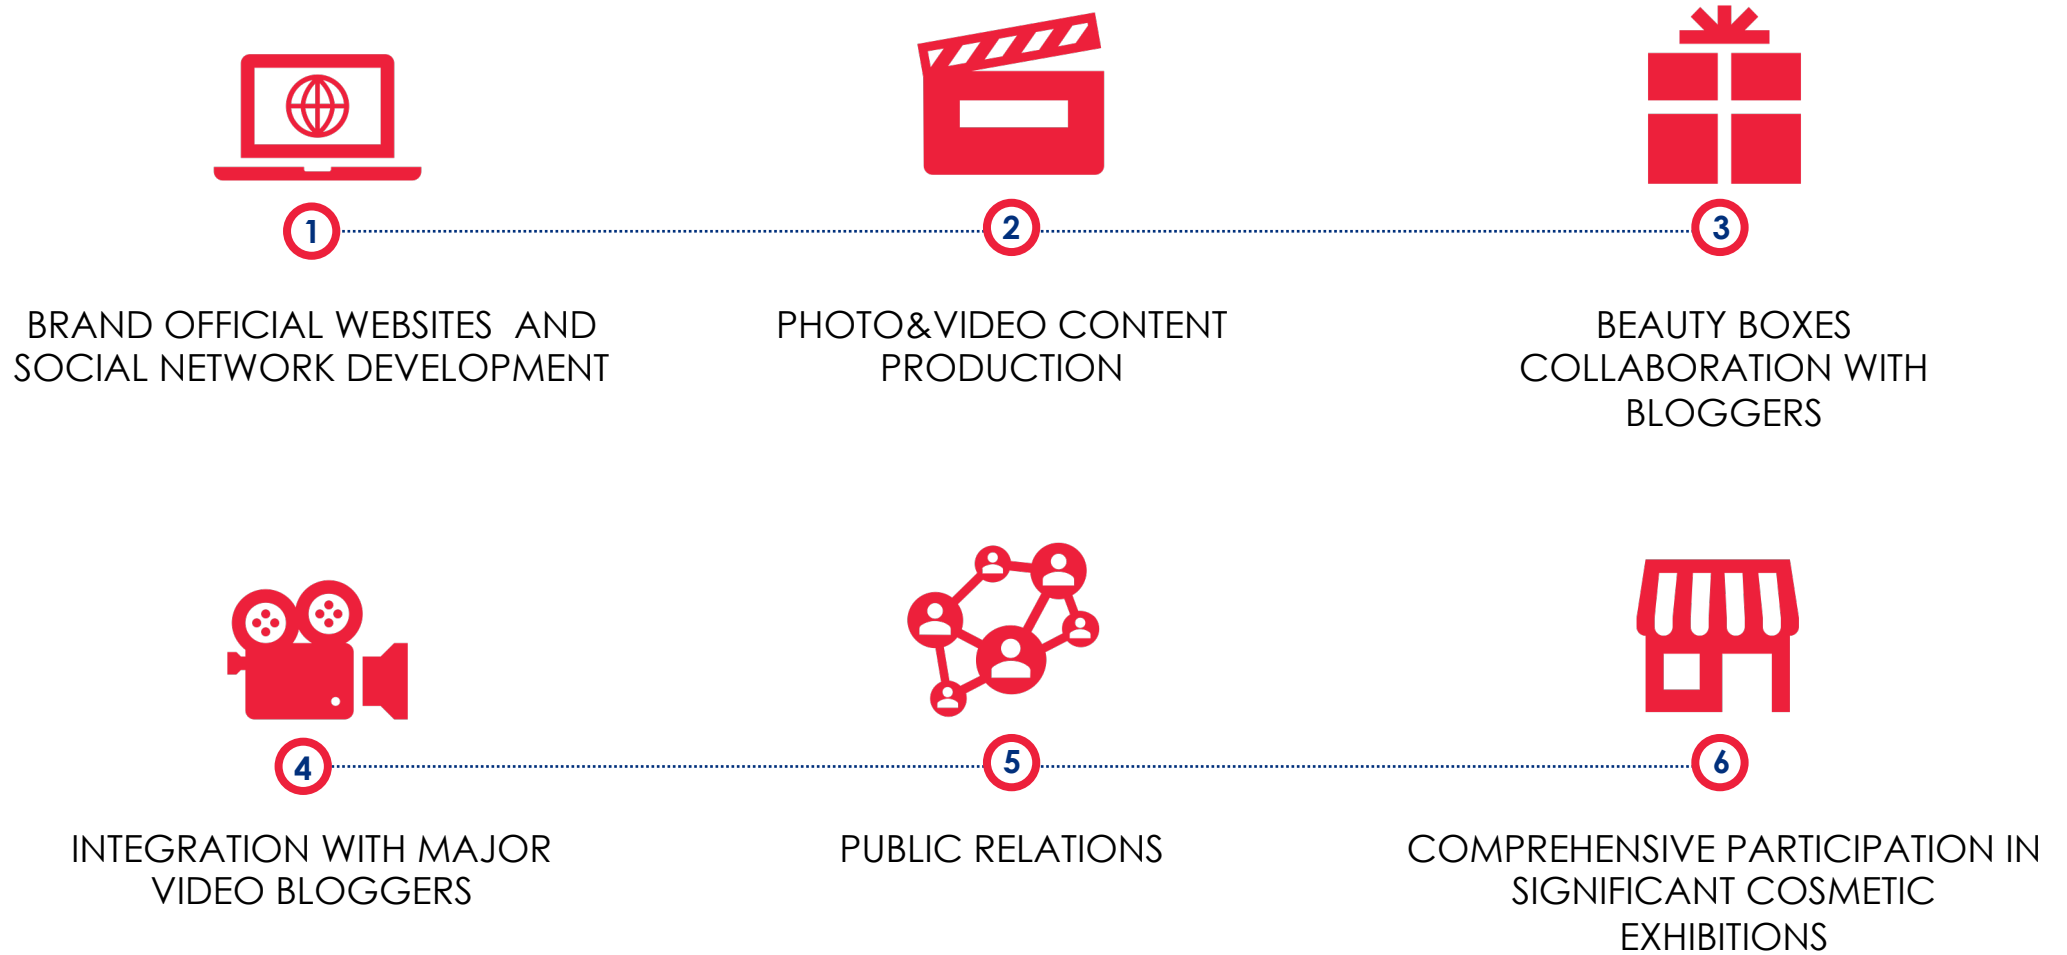 1
2
3
BRAND OFFICIAL WEBSITES  AND
SOCIAL NETWORK DEVELOPMENT
PHOTO&VIDEO CONTENT
PRODUCTION
BEAUTY BOXES
COLLABORATION WITH
BLOGGERS
4
5
6
INTEGRATION WITH MAJOR
VIDEO BLOGGERS
PUBLIC RELATIONS
COMPREHENSIVE PARTICIPATION IN
SIGNIFICANT COSMETIC
EXHIBITIONS